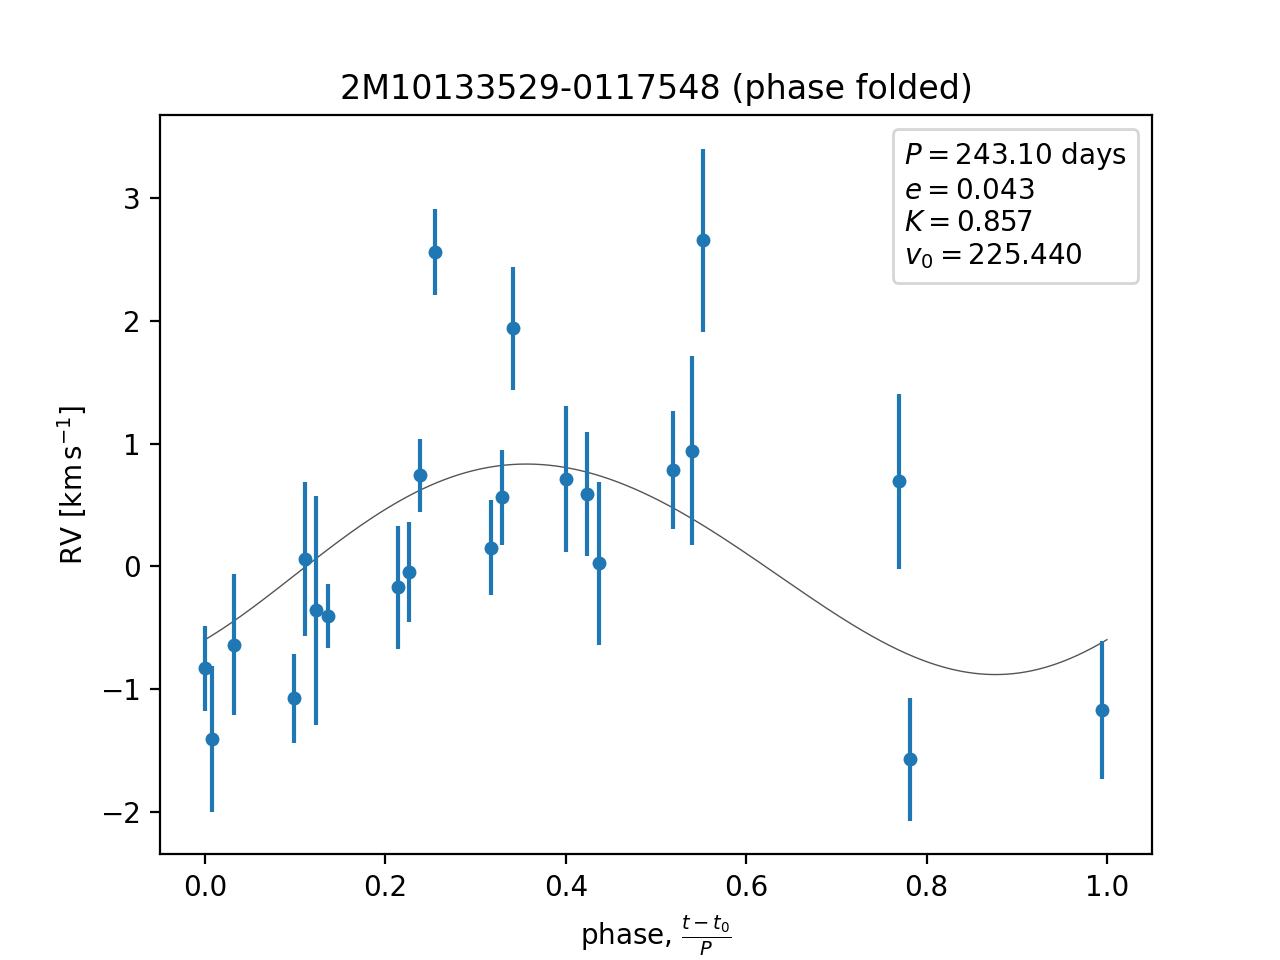 2M10133529-0117548 (phase folded)
P = 243.10 days
e = 0.043
K = 0.857
v₀ = 225.440
RV [km s⁻¹]
3
2
1
0
−1
−2
0.0 0.2 0.4 0.6 0.8 1.0
phase, (t − t₀)/P